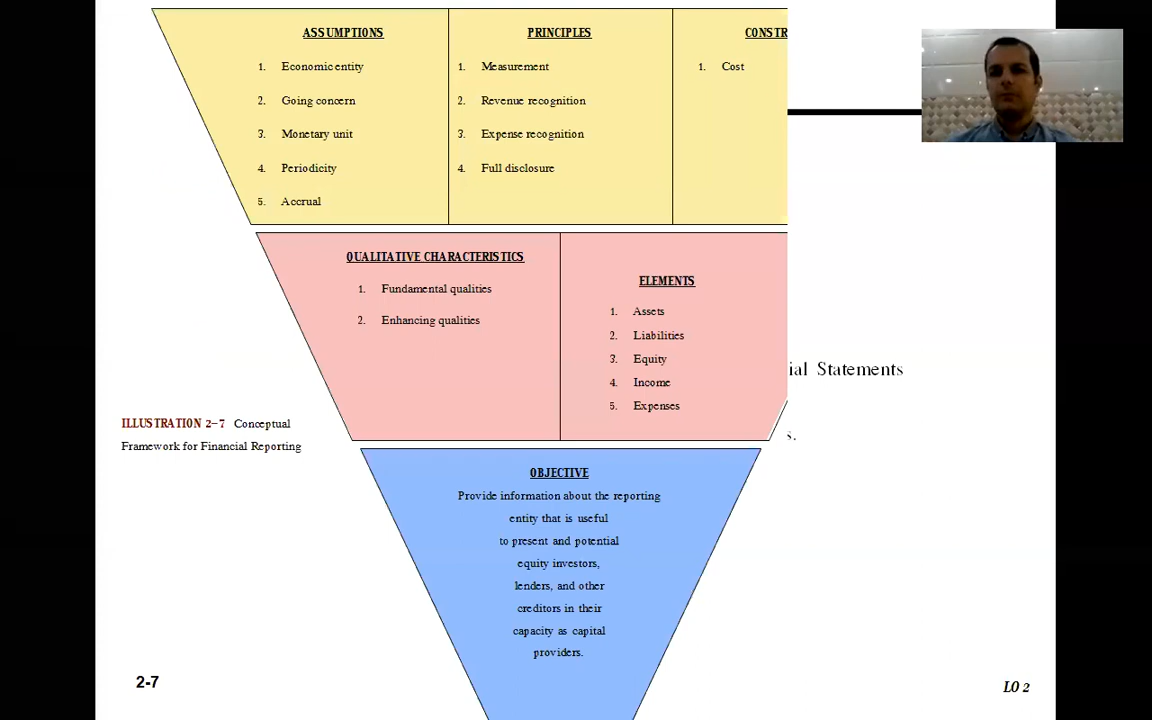 ASSUMPTIONS
1. Economic entity
2. Going concern
3. Monetary unit
4. Periodicity
5. Accrual
PRINCIPLES
1. Measurement
2. Revenue recognition
3. Expense recognition
4. Full disclosure
CONSTR
1. Cost
QUALITATIVE CHARACTERISTICS
1. Fundamental qualities
2. Enhancing qualities
ELEMENTS
1. Assets
2. Liabilities
3. Equity
4. Income
5. Expenses
ial Statements
s.
ILLUSTRATION 2-7 Conceptual
Framework for Financial Reporting
OBJECTIVE
Provide information about the reporting
entity that is useful
to present and potential
equity investors,
lenders, and other
creditors in their
capacity as capital
providers.
2-7
LO 2